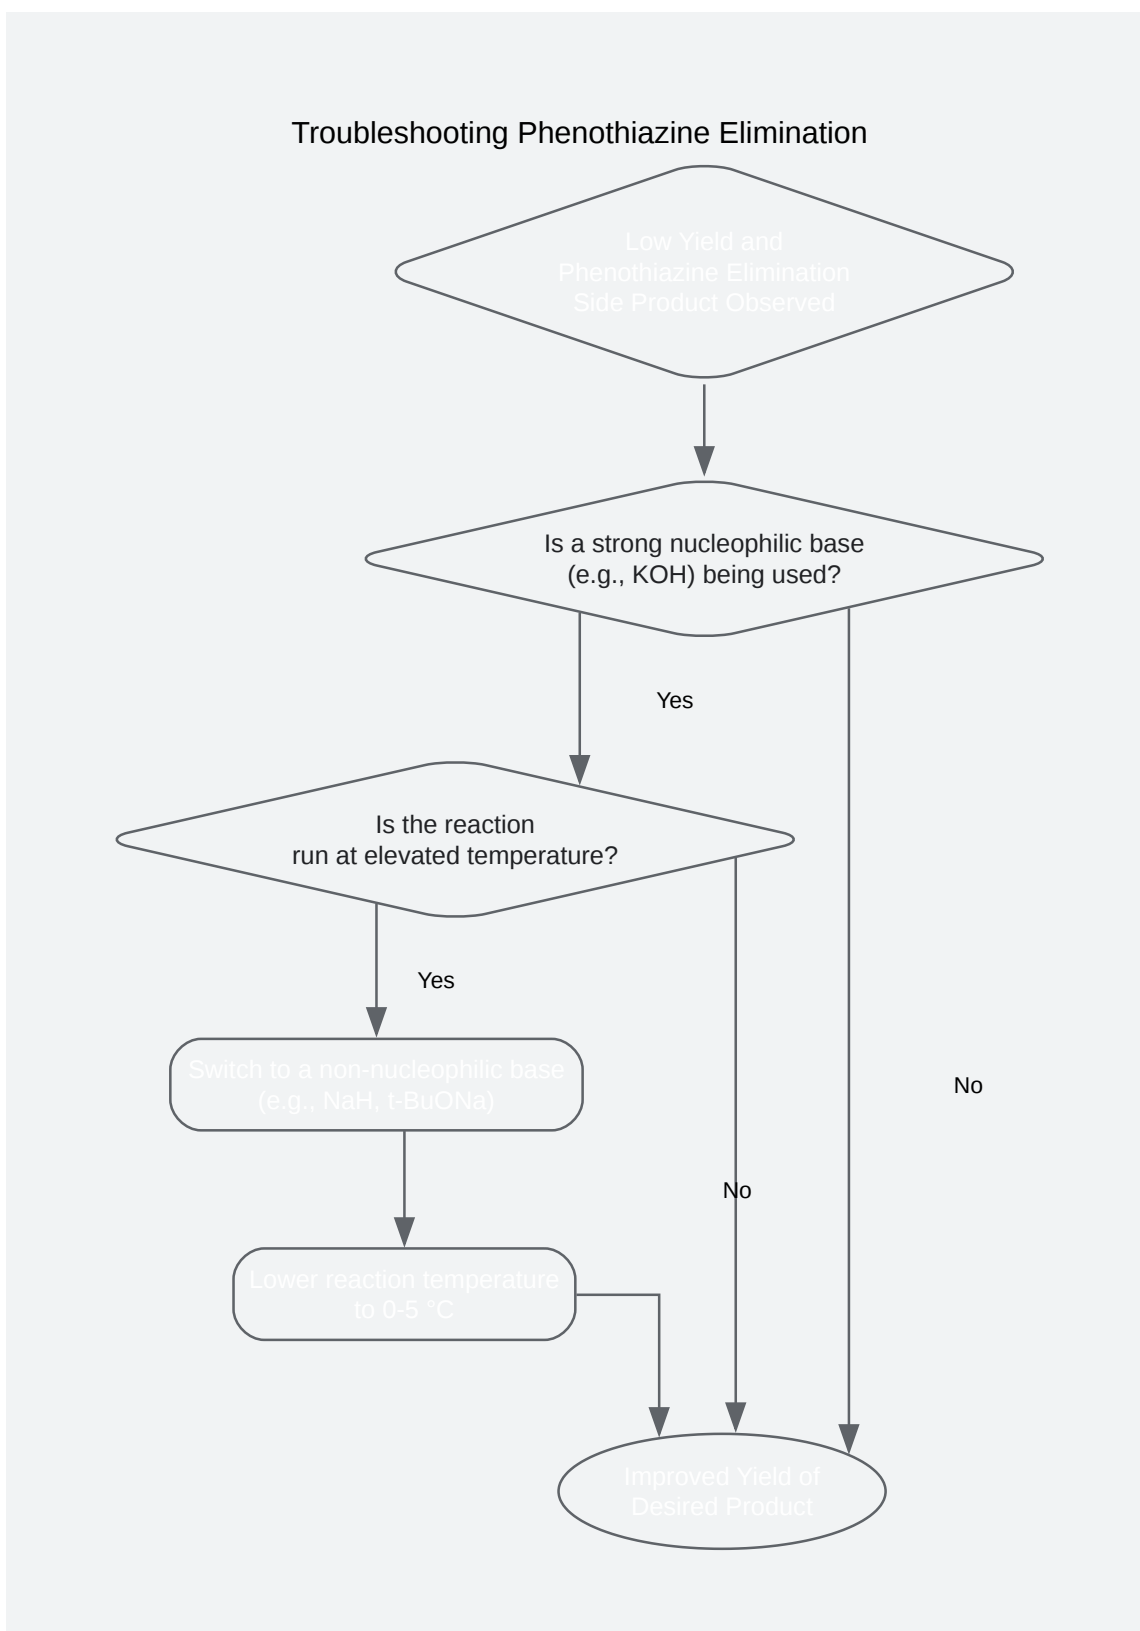 Troubleshooting Phenothiazine Elimination
Low Yield and
Phenothiazine Elimination
Side Product Observed
Is a strong nucleophilic base
(e.g., KOH) being used?
Yes
Is the reaction
run at elevated temperature?
Yes
Switch to a non-nucleophilic base
(e.g., NaH, t-BuONa)
No
No
Lower reaction temperature
to 0-5 °C
Improved Yield of
Desired Product